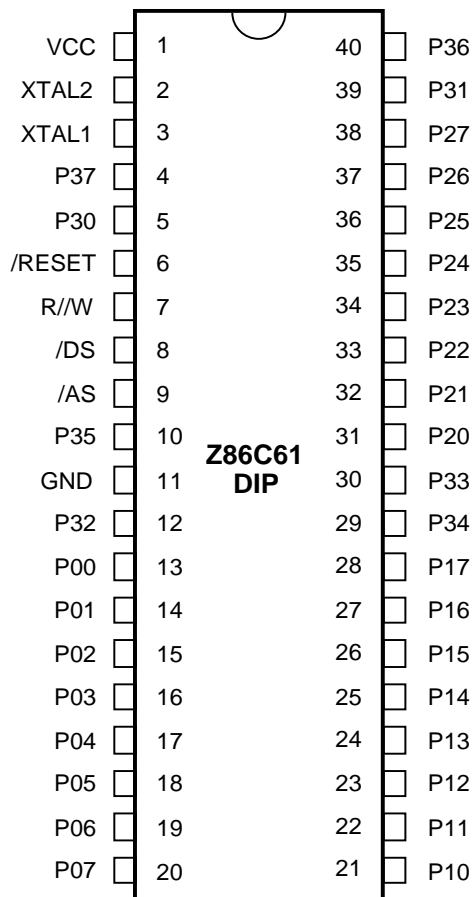 VCC 1 40 P36
XTAL2 2 39 P31
XTAL1 3 38 P27
P37 4 37 P26
P30 5 36 P25
/RESET 6 35 P24
R//W 7 34 P23
/DS 8 33 P22
/AS 9 32 P21
P35 10 31 P20
Z86C61
GND 11 30 P33
DIP
P32 12 29 P34
P00 13 28 P17
P01 14 27 P16
P02 15 26 P15
P03 16 25 P14
P04 17 24 P13
P05 18 23 P12
P06 19 22 P11
P07 20 21 P10